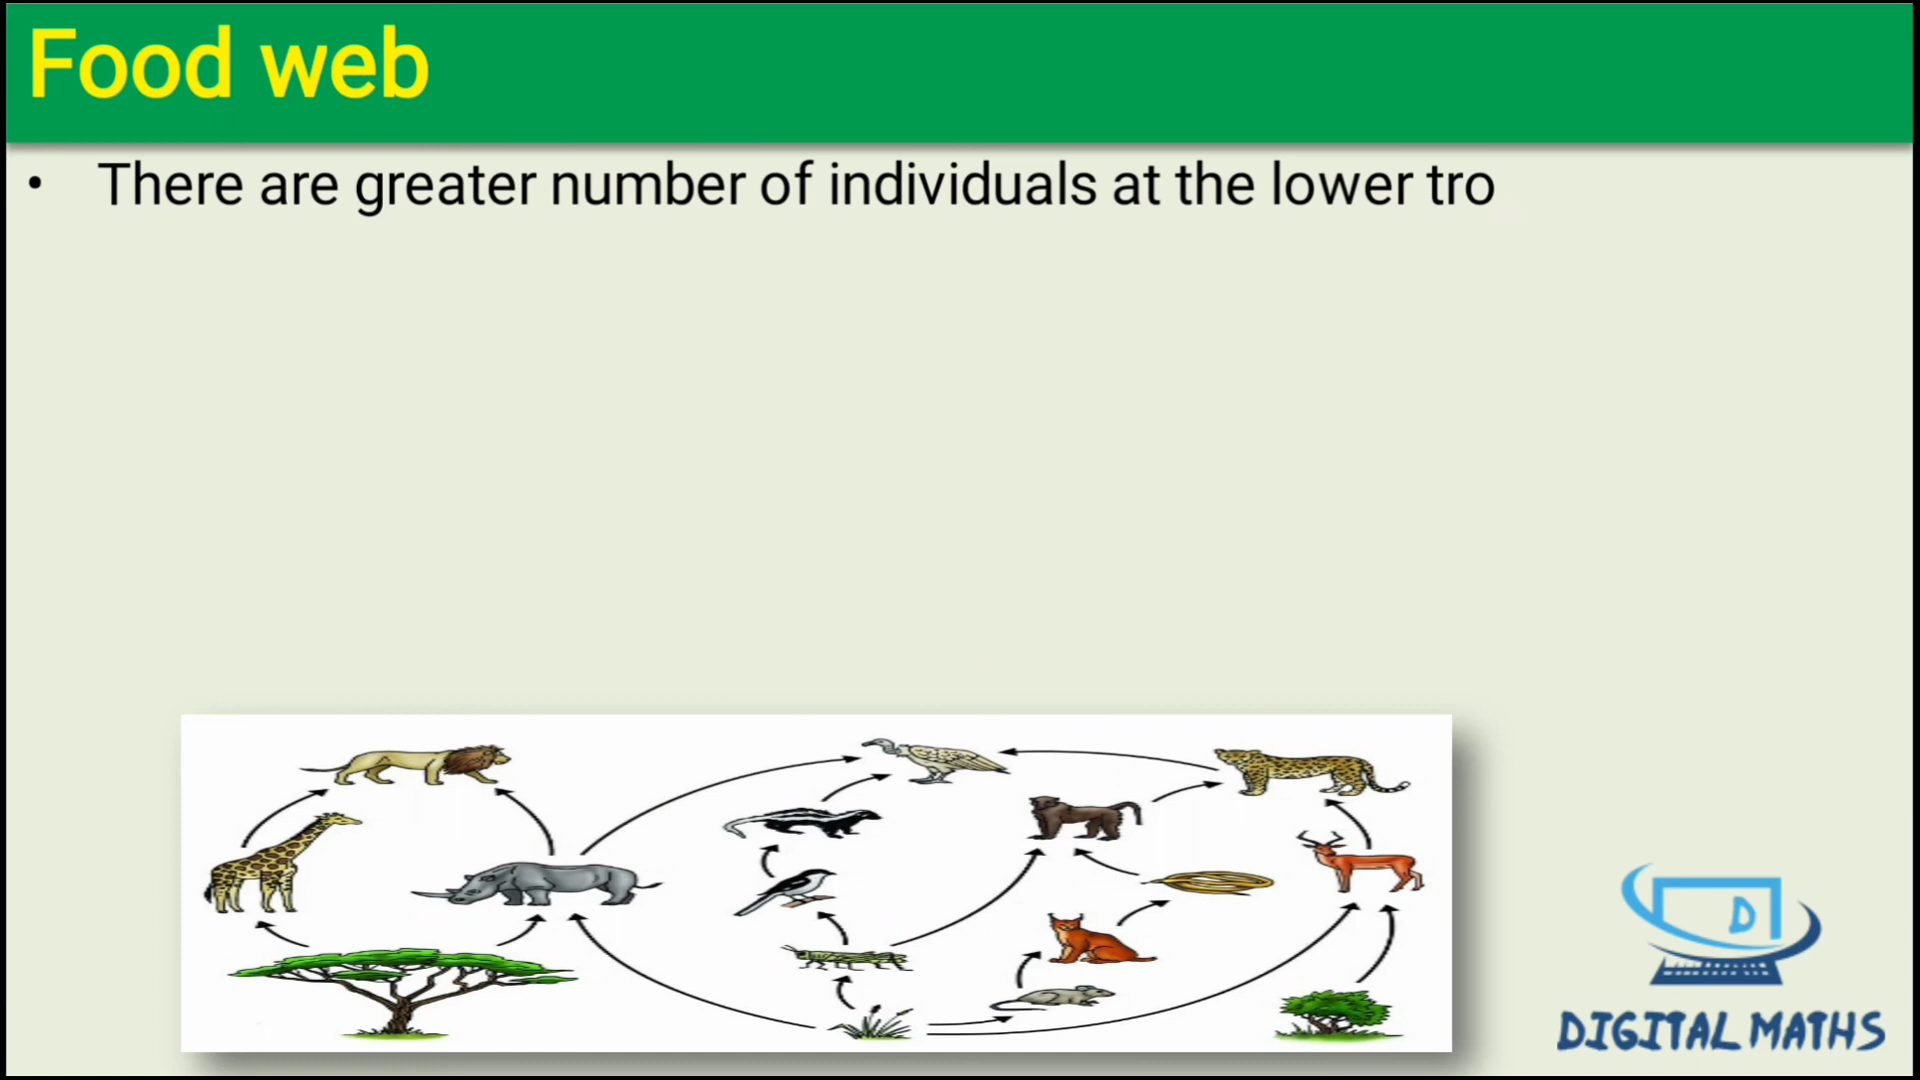 Food web
• There are greater number of individuals at the lower tro
D
DIGITAL MATHS